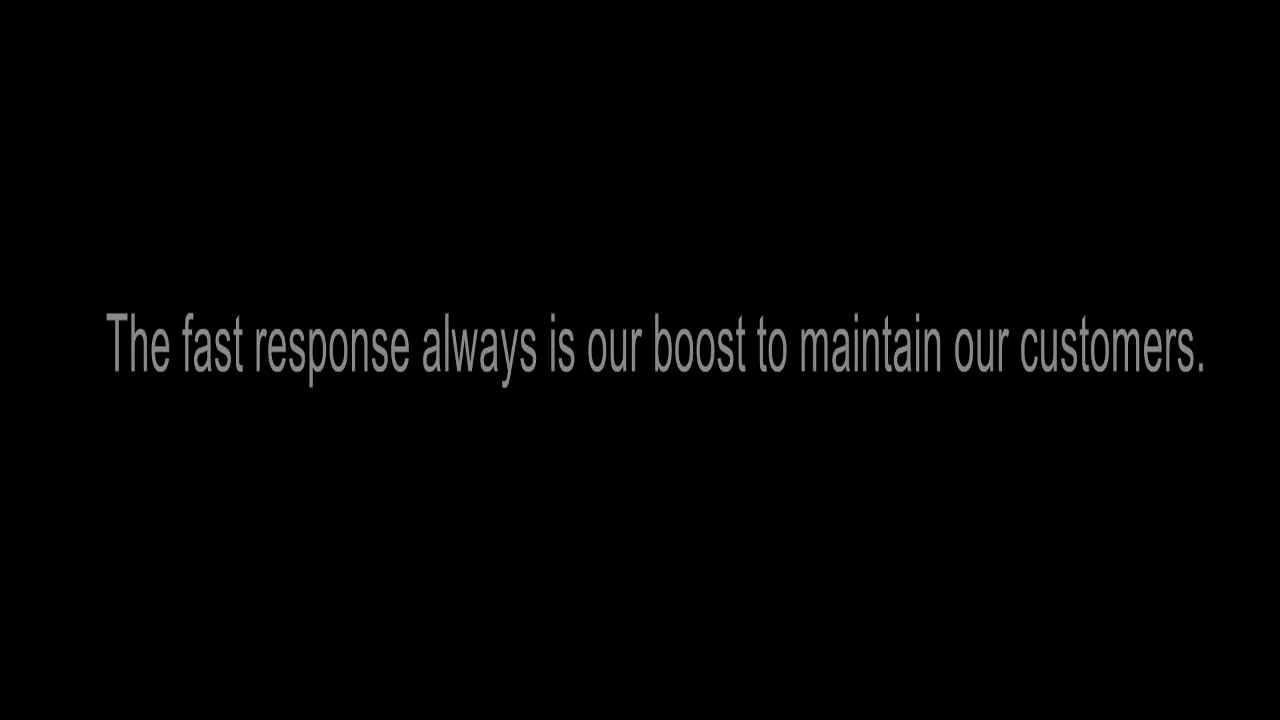 The fast response always is our boost to maintain our customers.